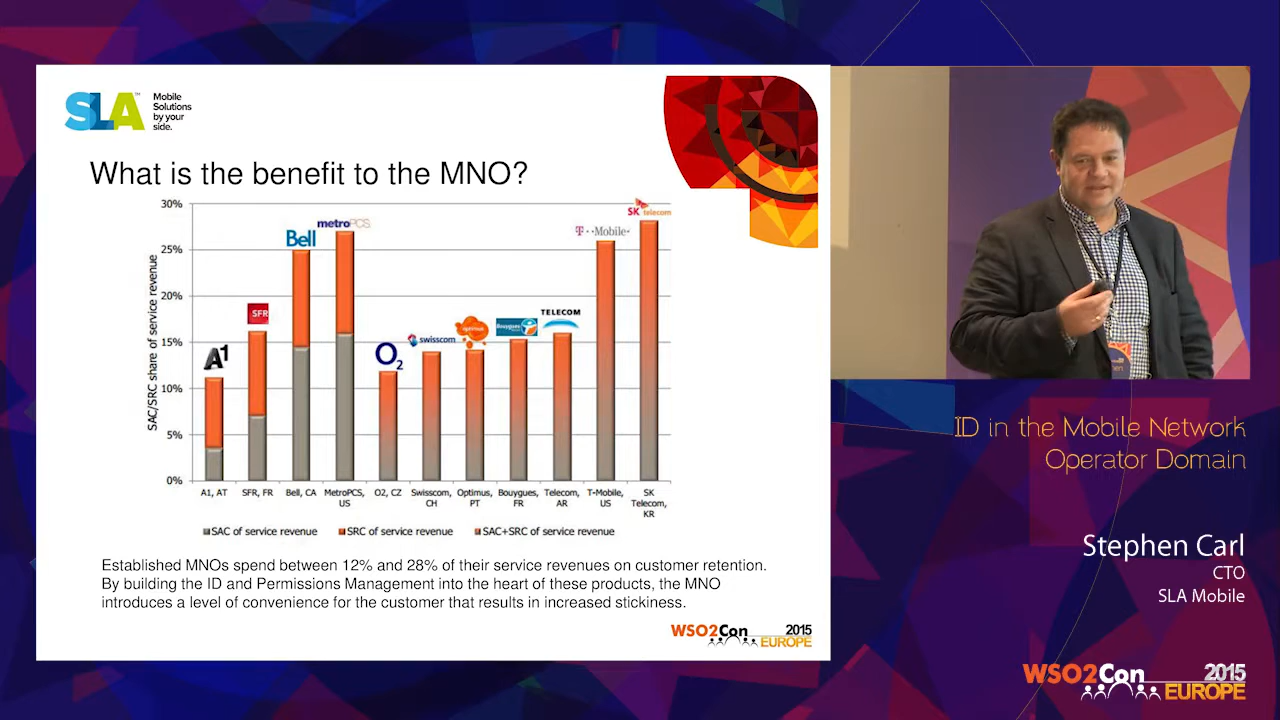 SLA™
Mobile
Solutions
by your
side.
What is the benefit to the MNO?
SAC/SRC share of service revenue
30%
25%
20%
15%
10%
5%
0%
A1
SFR
Bell
metroPCS.
O2
swisscom
optimus
Bouygues
TELECOM
T··Mobile·
SK telecom
A1, AT
SFR, FR
Bell, CA
MetroPCS,
US
O2, CZ
Swisscom,
CH
Optimus,
PT
Bouygues,
FR
Telecom,
AR
T-Mobile,
US
SK
Telecom,
KR
SAC of service revenue
SRC of service revenue
SAC+SRC of service revenue
Established MNOs spend between 12% and 28% of their service revenues on customer retention.
By building the ID and Permissions Management into the heart of these products, the MNO
introduces a level of convenience for the customer that results in increased stickiness.
WSO2Con 2015
EUROPE
ID in the Mobile Network
Operator Domain
Stephen Carl
CTO
SLA Mobile
WSO2Con 2015
EUROPE